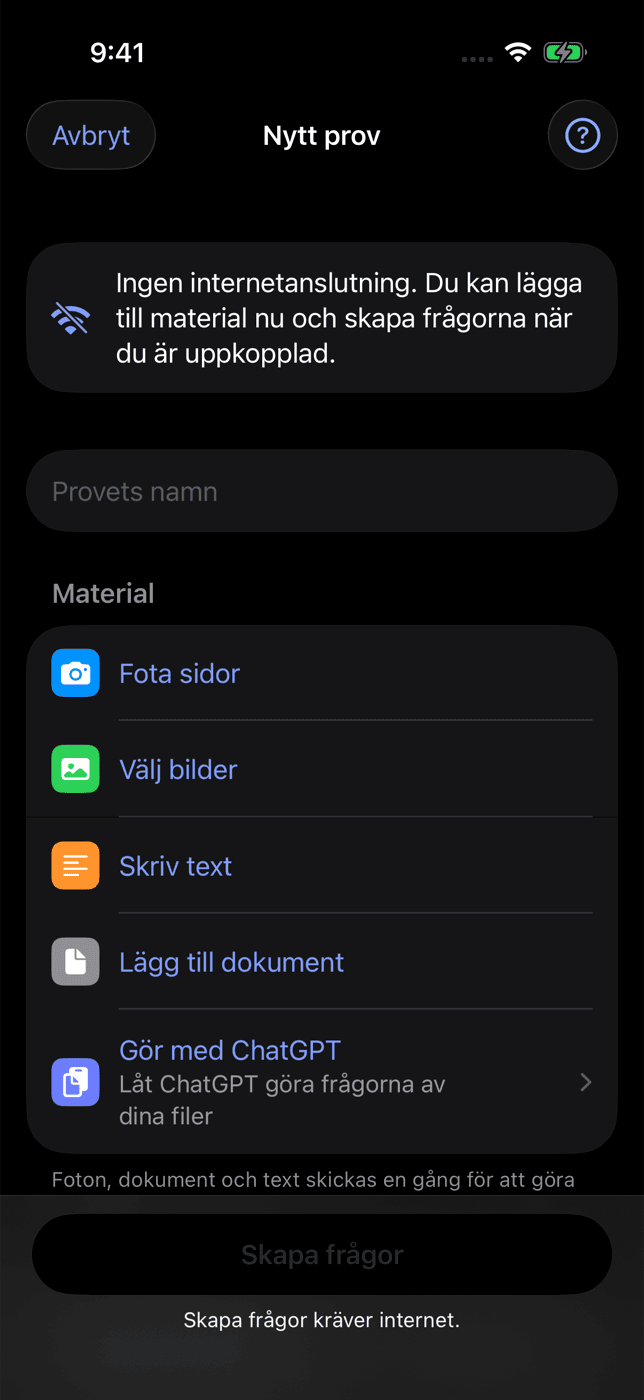 9:41
Avbryt
Nytt prov
?
Ingen internetanslutning. Du kan lägga
till material nu och skapa frågorna när
du är uppkopplad.
Provets namn
Material
Fota sidor
Välj bilder
Skriv text
Lägg till dokument
Gör med ChatGPT
Låt ChatGPT göra frågorna av
dina filer
Foton, dokument och text skickas en gång för att göra
Skapa frågor
Skapa frågor kräver internet.